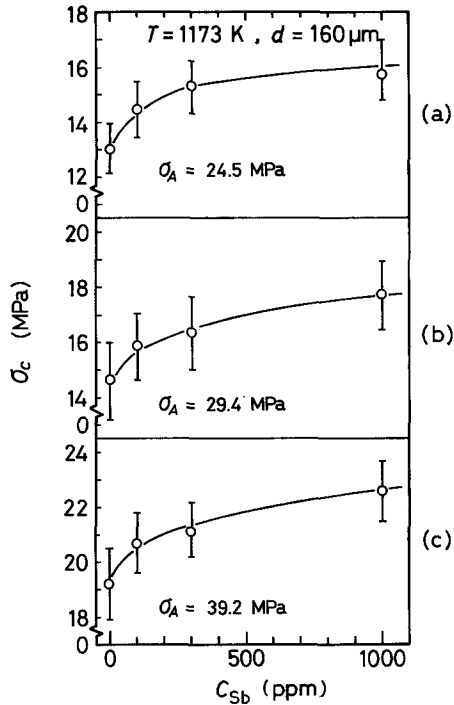 T = 1173 K , d = 160 μm
16
14
12
0
σA = 24.5 MPa
(a)
20
18
16
14
0
σA = 29.4 MPa
(b)
σc (MPa)
24
22
20
18
0
σA = 39.2 MPa
(c)
0 500 1000
CSb (ppm)